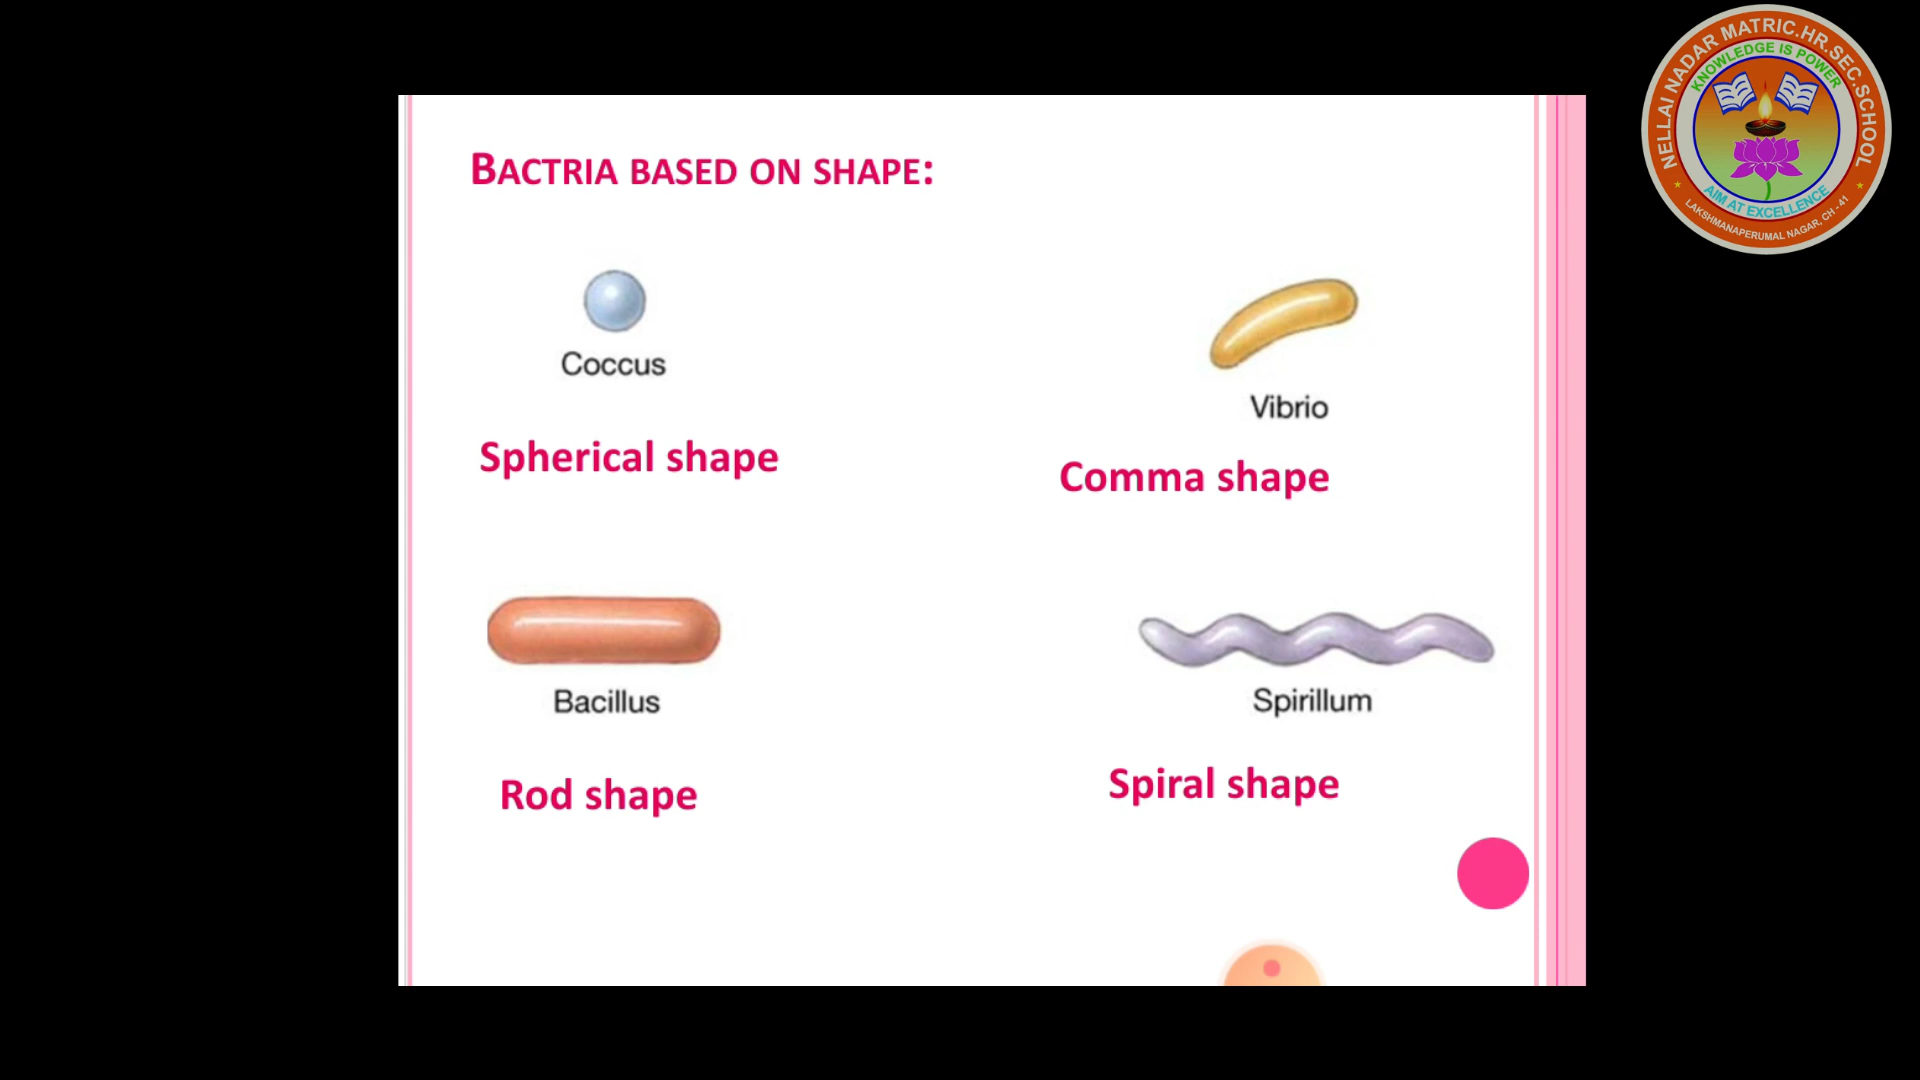 BACTRIA BASED ON SHAPE:
Coccus
Spherical shape
Vibrio
Comma shape
Bacillus
Rod shape
Spirillum
Spiral shape
NELLAI NADAR MATRIC.HR.SEC.SCHOOL
KNOWLEDGE IS POWER
AIM AT EXCELLENCE
LAKSHMANAPERUMAL NAGAR, CH - 41